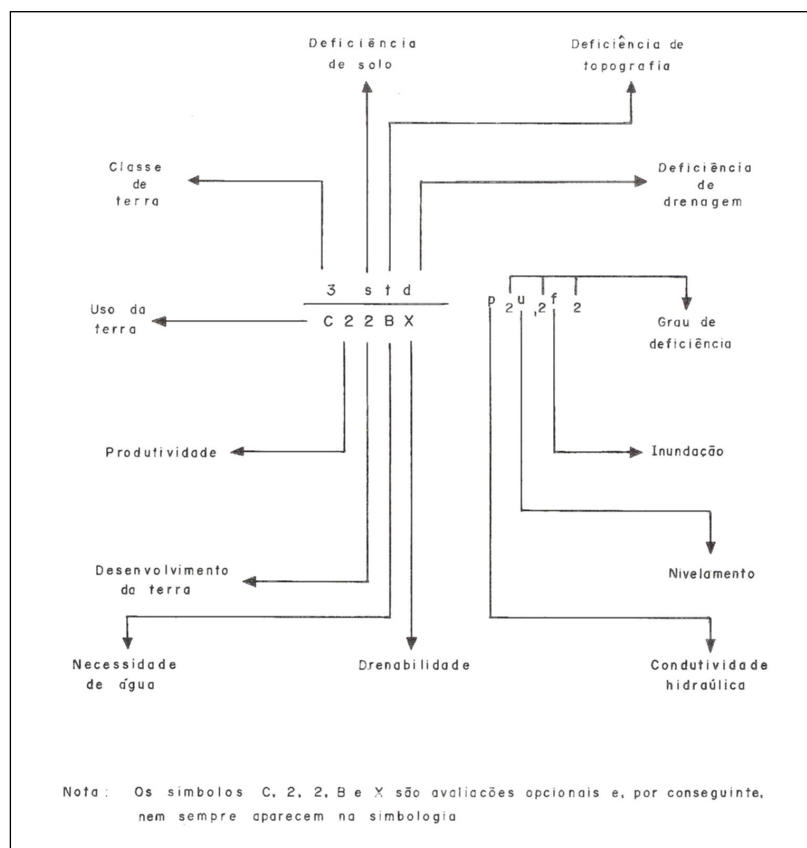 Deficiência
de solo
Deficiência de
topografia
Classe
de
terra
Deficiência
de
drenagem
3 s t d
Uso da
terra
C 2 2 B X
p 2 u ,2 f 2
Grau de
deficiência
Produtividade
Inundação
Desenvolvimento
da terra
Nivelamento
Necessidade
de água
Drenabilidade
Condutividade
hidraúlica
Nota: Os simbolos C, 2, 2, B e X são avaliacões opcionais e, por conseguinte,
nem sempre aparecem na simbologia